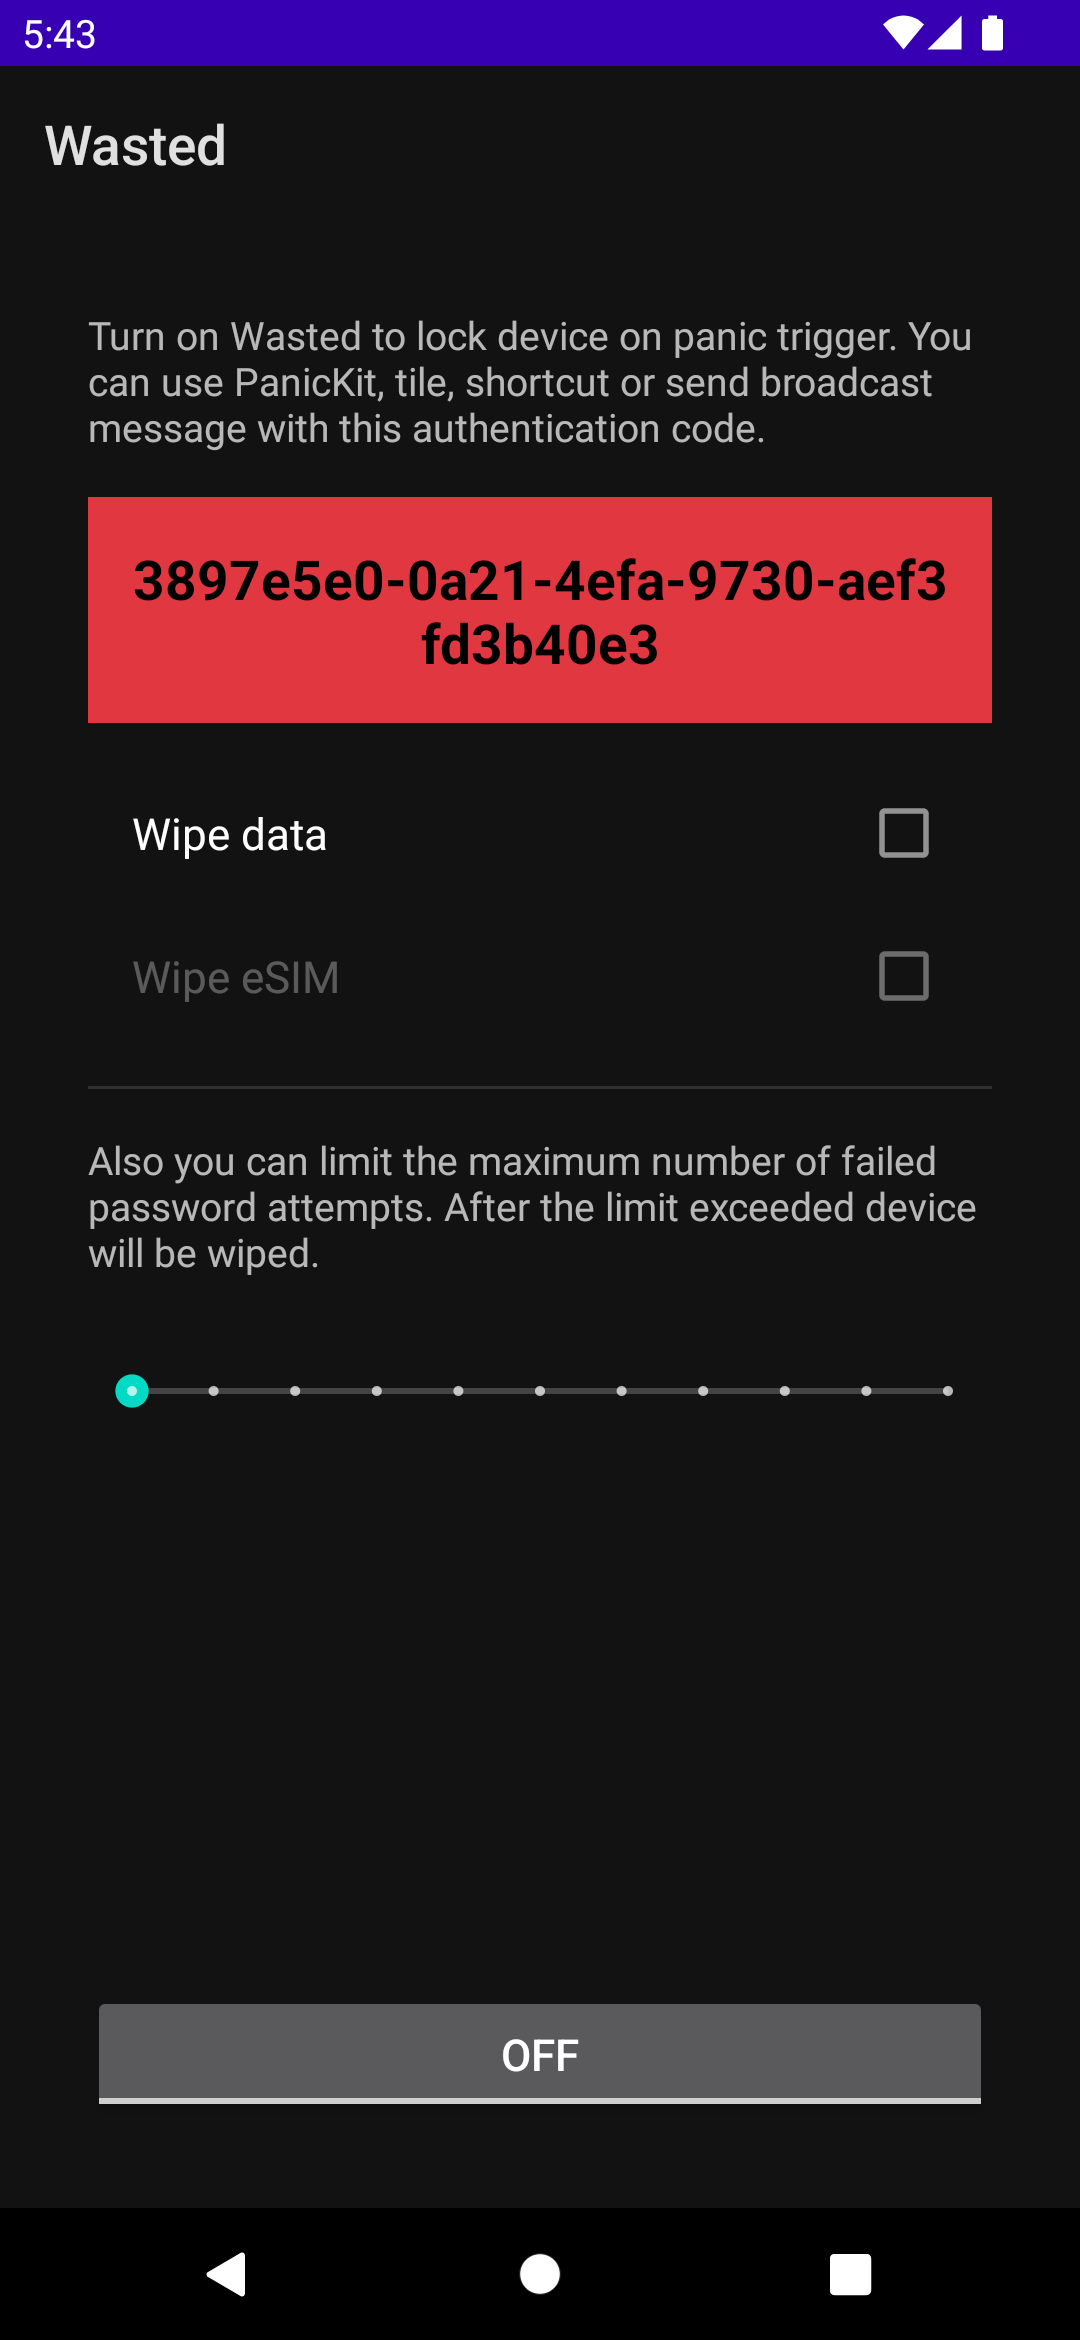 5:43
Wasted
Turn on Wasted to lock device on panic trigger. You
can use PanicKit, tile, shortcut or send broadcast
message with this authentication code.
3897e5e0-0a21-4efa-9730-aef3
fd3b40e3
Wipe data
Wipe eSIM
Also you can limit the maximum number of failed
password attempts. After the limit exceeded device
will be wiped.
OFF